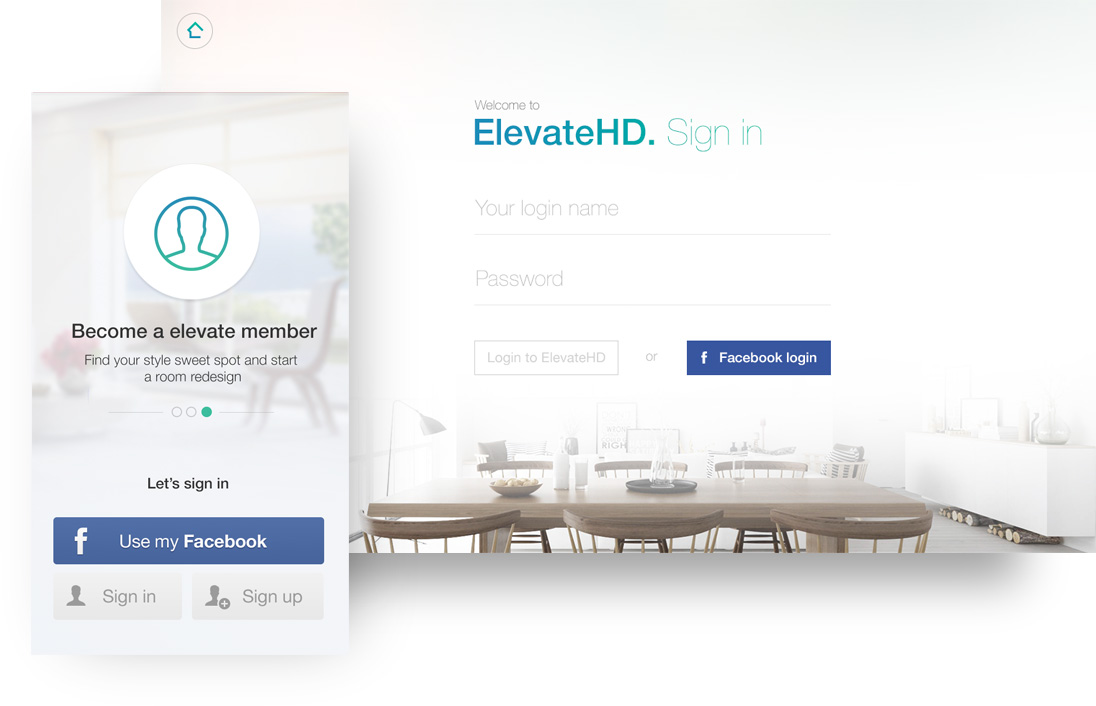 Welcome to
ElevateHD. Sign in
Your login name
Password
Login to ElevateHD
or
f Facebook login
RIGH
Become a elevate member
Find your style sweet spot and start
a room redesign
Let's sign in
f Use my Facebook
Sign in
Sign up